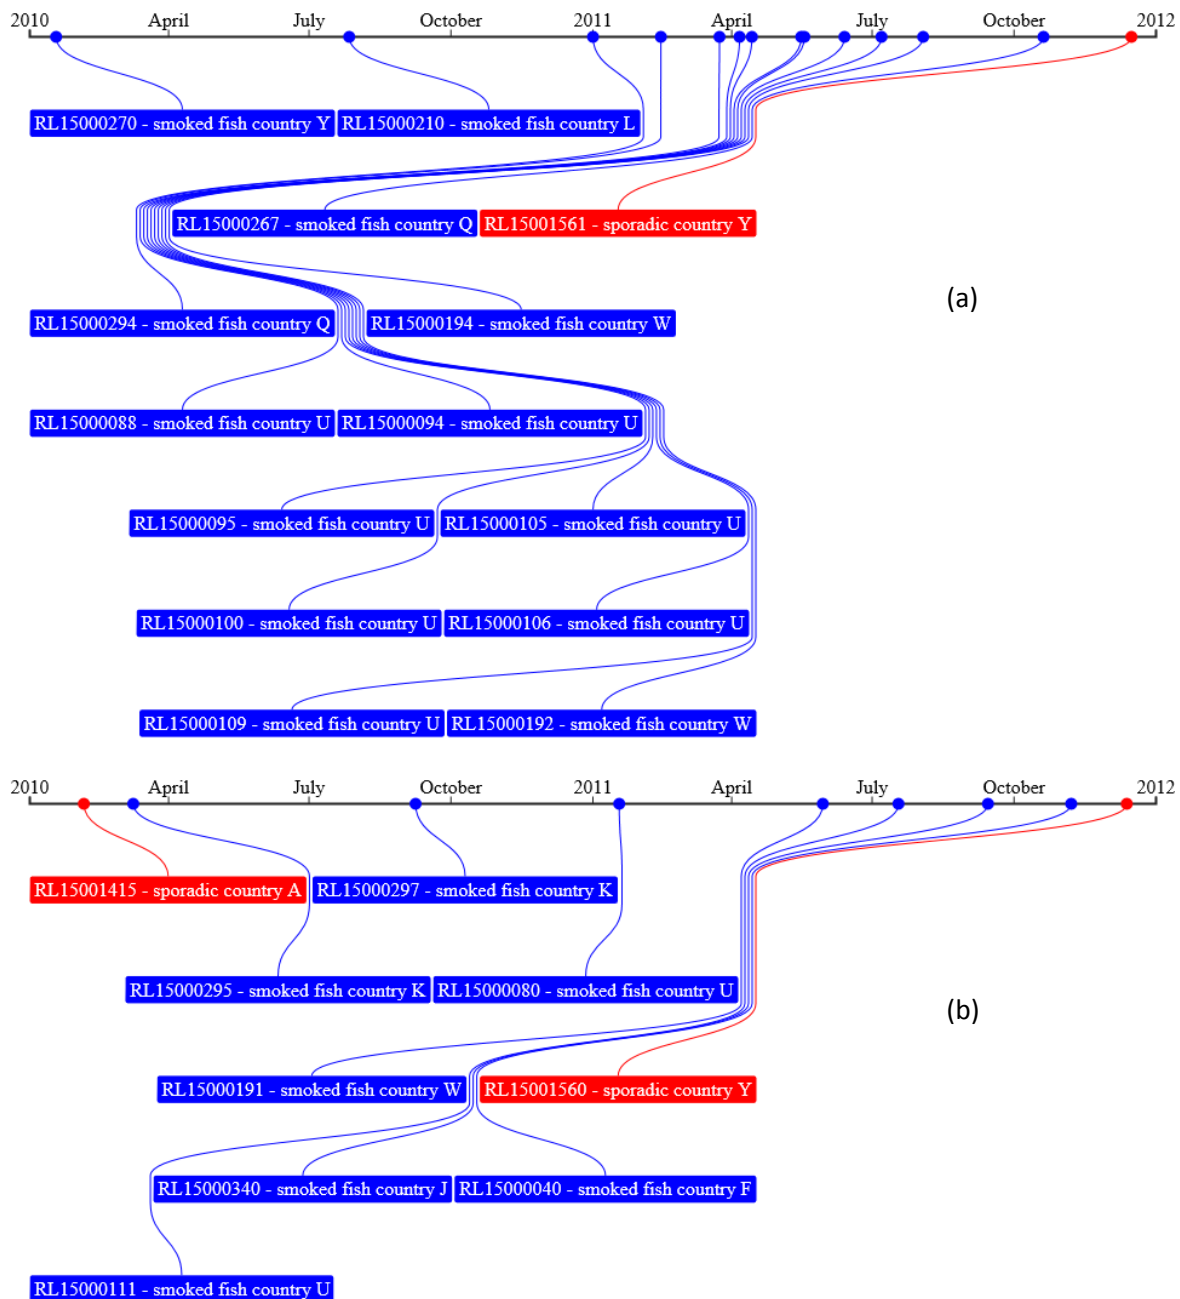 2010 April July October 2011 April July October 2012
RL15000270 - smoked fish country Y RL15000210 - smoked fish country L
RL15000267 - smoked fish country Q RL15001561 - sporadic country Y
(a)
RL15000294 - smoked fish country Q RL15000194 - smoked fish country W
RL15000088 - smoked fish country U RL15000094 - smoked fish country U
RL15000095 - smoked fish country U RL15000105 - smoked fish country U
RL15000100 - smoked fish country U RL15000106 - smoked fish country U
RL15000109 - smoked fish country U RL15000192 - smoked fish country W
2010 April July October 2011 April July October 2012
RL15001415 - sporadic country A RL15000297 - smoked fish country K
RL15000295 - smoked fish country K RL15000080 - smoked fish country U
(b)
RL15000191 - smoked fish country W RL15001560 - sporadic country Y
RL15000340 - smoked fish country J RL15000040 - smoked fish country F
RL15000111 - smoked fish country U